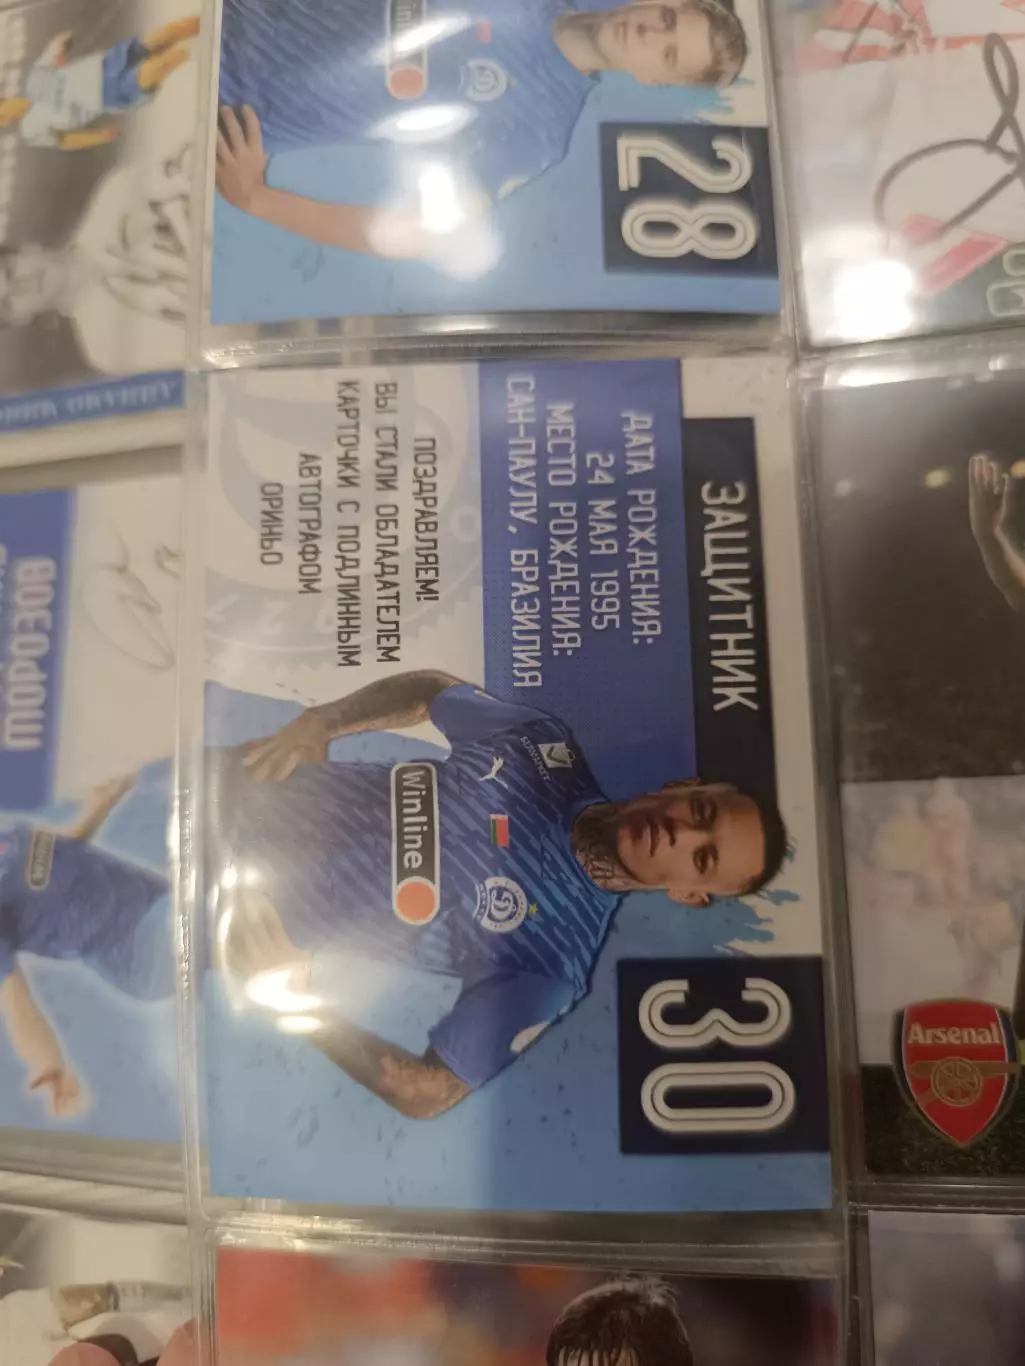 28
Winline
ЗАЩИТНИК
ДАТА РОЖДЕНИЯ:
24 МАЯ 1995
МЕСТО РОЖДЕНИЯ:
САН-ПАУЛУ, БРАЗИЛИЯ
ПОЗДРАВЛЯЕМ!
ВЫ СТАЛИ ОБЛАДАТЕЛЕМ
КАРТОЧКИ С ПОДЛИННЫМ
АВТОГРАФОМ
ОРИНЬО
Winline
Д
30
Arsenal